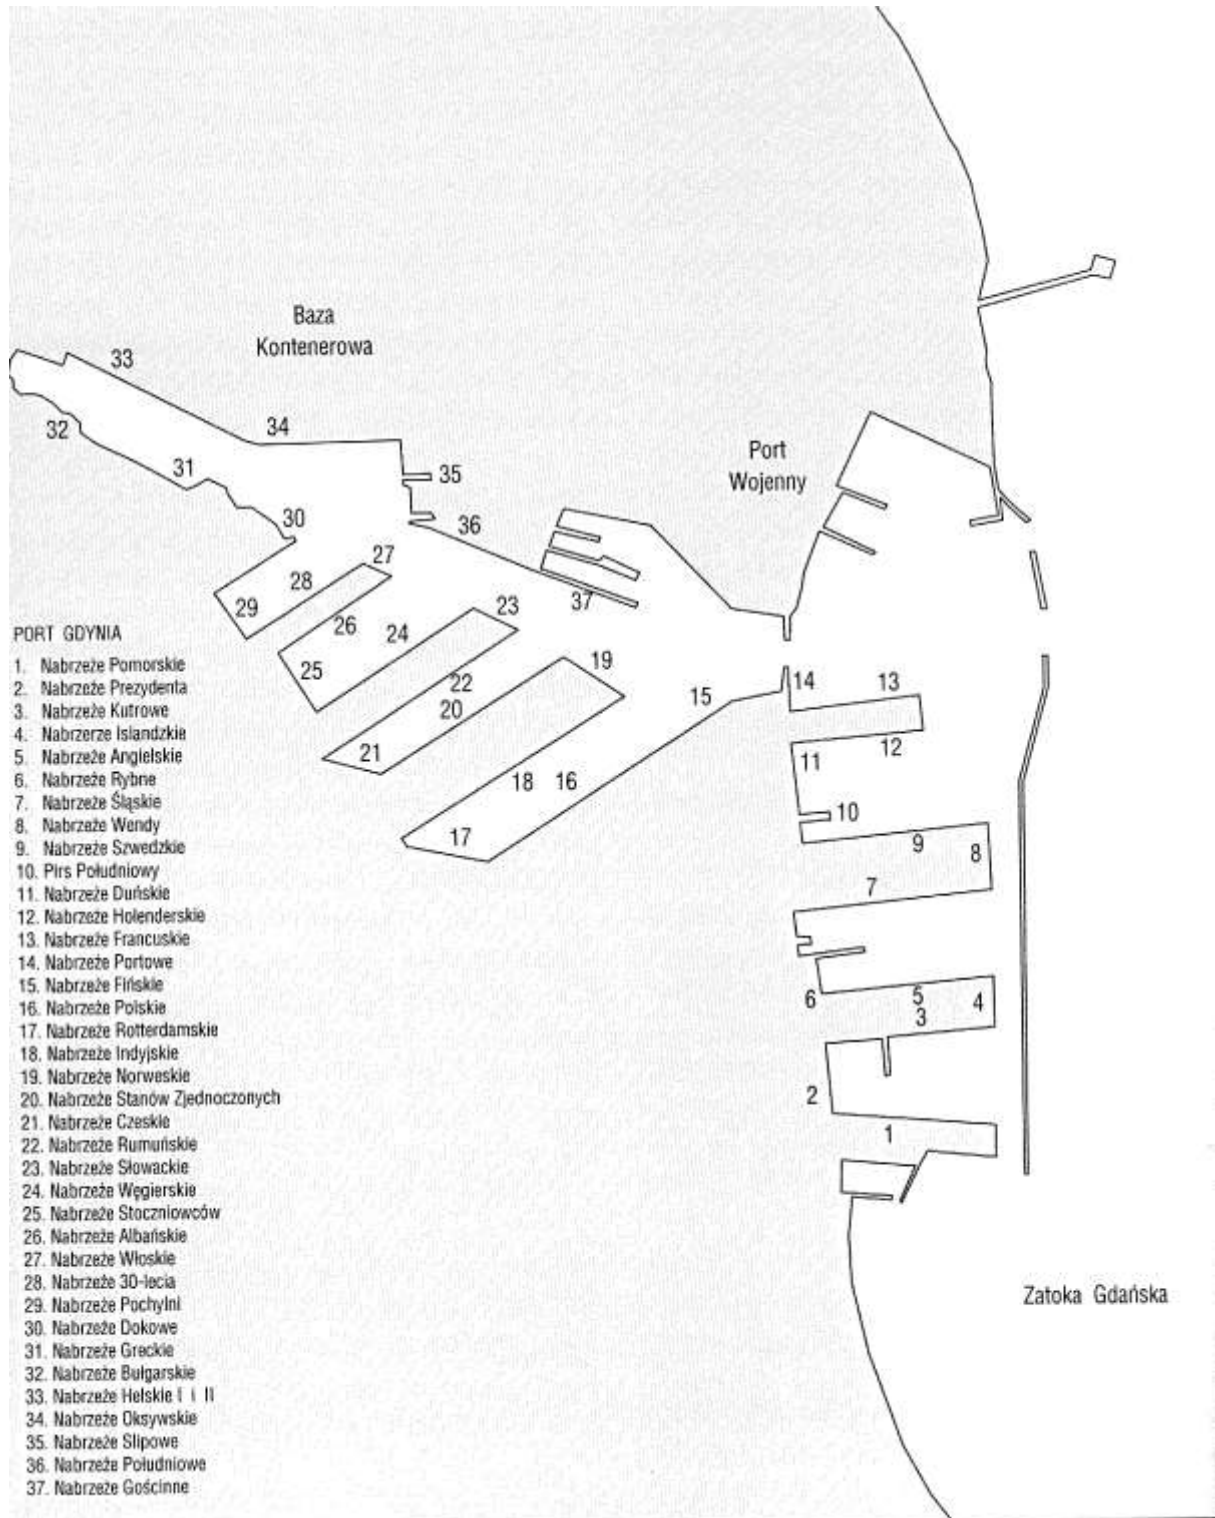 33
Baza
Kontenerowa
32
34
31
35
30
36
Port
Wojenny
27
28
29
37
26
24
23
25
22
20
19
21
15
14
13
18
16
11
12
17
10
9
8
7
6
5
4
3
2
1
Zatoka Gdańska
PORT GDYNIA
1. Nabrzeże Pomorskie
2. Nabrzeże Prezydenta
3. Nabrzeże Kutrowe
4. Nabrzerze Islandzkie
5. Nabrzeże Angielskie
6. Nabrzeże Rybne
7. Nabrzeże Śląskie
8. Nabrzeże Wendy
9. Nabrzeże Szwedzkie
10. Pirs Południowy
11. Nabrzeże Duńskie
12. Nabrzeże Holenderskie
13. Nabrzeże Francuskie
14. Nabrzeże Portowe
15. Nabrzeże Fińskie
16. Nabrzeże Polskie
17. Nabrzeże Rotterdamskie
18. Nabrzeże Indyjskie
19. Nabrzeże Norweskie
20. Nabrzeże Stanów Zjednoczonych
21. Nabrzeże Czeskie
22. Nabrzeże Rumuńskie
23. Nabrzeże Słowackie
24. Nabrzeże Węgierskie
25. Nabrzeże Stoczniowców
26. Nabrzeże Albańskie
27. Nabrzeże Włoskie
28. Nabrzeże 30-lecia
29. Nabrzeże Pochylni
30. Nabrzeże Dokowe
31. Nabrzeże Greckie
32. Nabrzeże Bułgarskie
33. Nabrzeże Helskie I i II
34. Nabrzeże Oksywskie
35. Nabrzeże Slipowe
36. Nabrzeże Południowe
37. Nabrzeże Gościnne